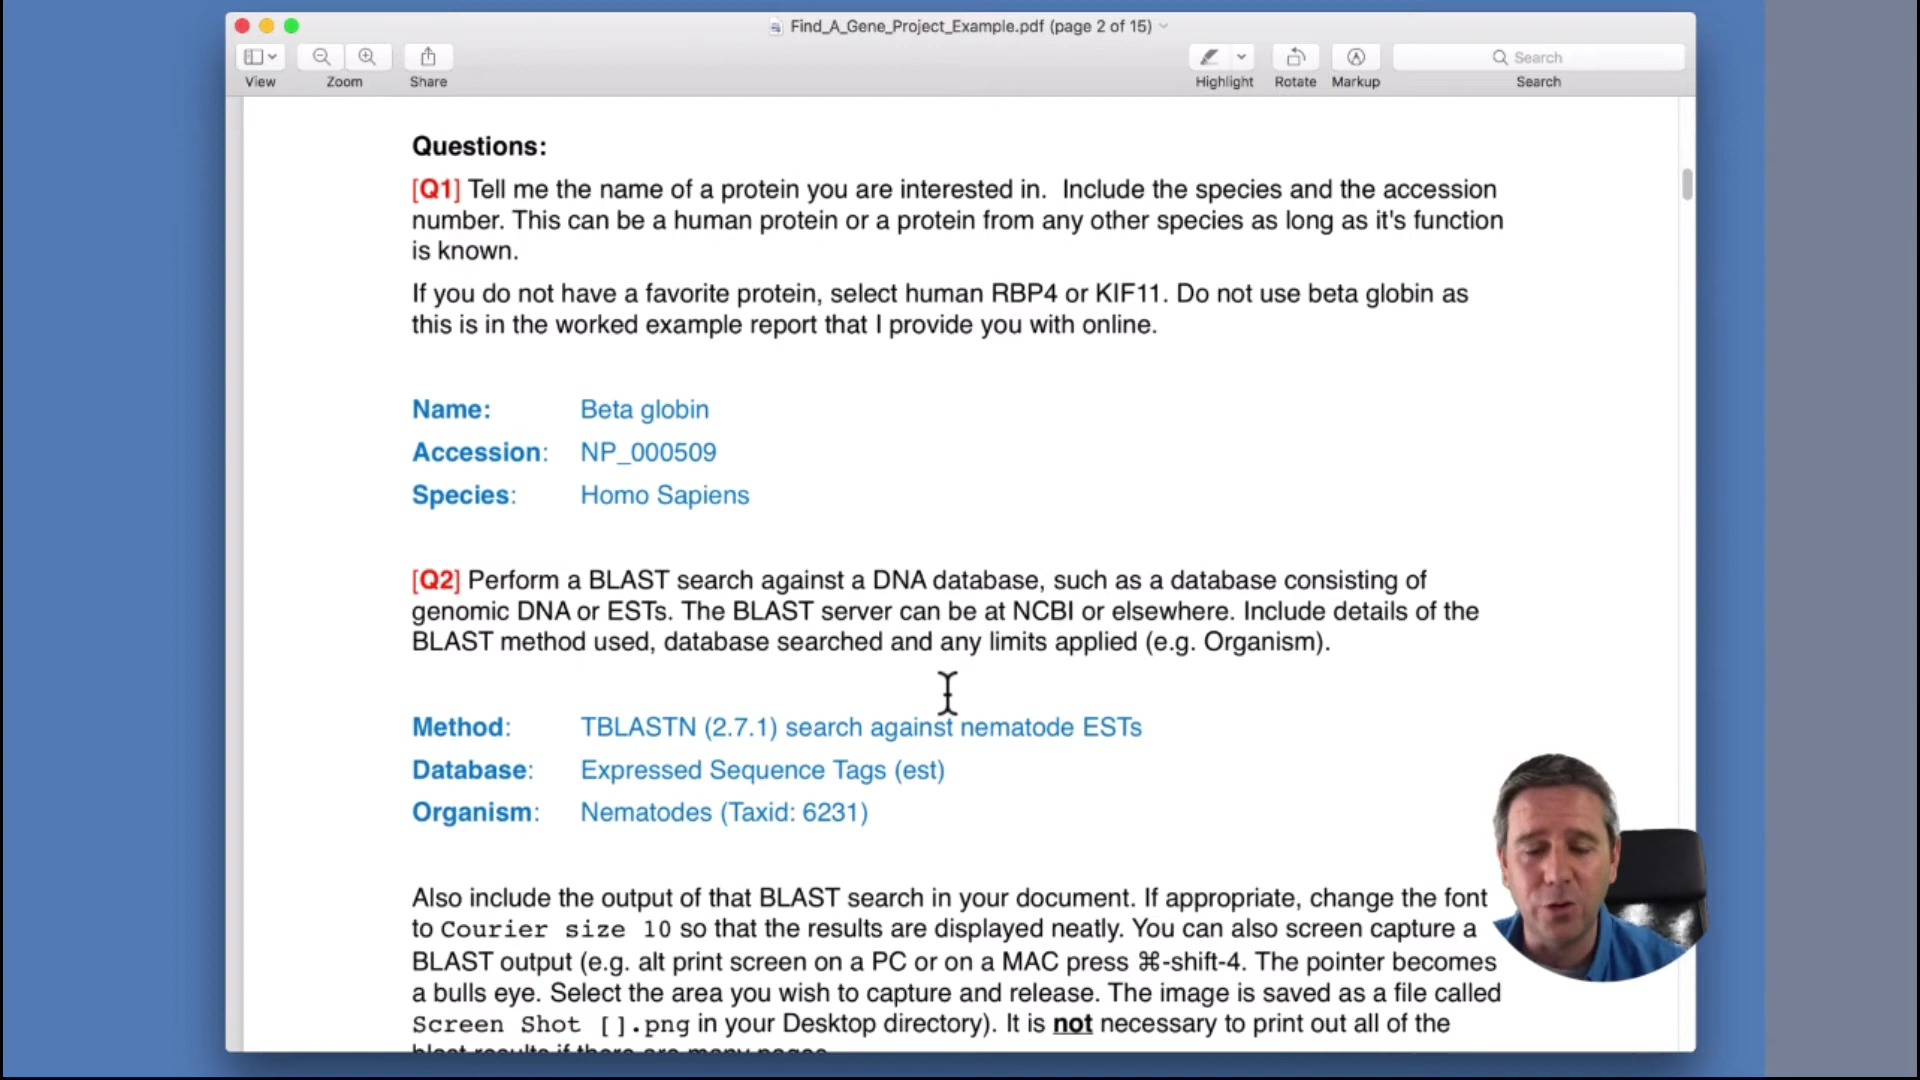 Find_A_Gene_Project_Example.pdf (page 2 of 15)
View
Zoom
Share
Highlight
Rotate
Markup
Search
Search
Questions:
[Q1] Tell me the name of a protein you are interested in.  Include the species and the accession
number. This can be a human protein or a protein from any other species as long as it's function
is known.
If you do not have a favorite protein, select human RBP4 or KIF11. Do not use beta globin as
this is in the worked example report that I provide you with online.
Name: Beta globin
Accession: NP_000509
Species: Homo Sapiens
[Q2] Perform a BLAST search against a DNA database, such as a database consisting of
genomic DNA or ESTs. The BLAST server can be at NCBI or elsewhere. Include details of the
BLAST method used, database searched and any limits applied (e.g. Organism).
Method: TBLASTN (2.7.1) search against nematode ESTs
Database: Expressed Sequence Tags (est)
Organism: Nematodes (Taxid: 6231)
Also include the output of that BLAST search in your document. If appropriate, change the font
to Courier size 10 so that the results are displayed neatly. You can also screen capture a
BLAST output (e.g. alt print screen on a PC or on a MAC press ⌘-shift-4. The pointer becomes
a bulls eye. Select the area you wish to capture and release. The image is saved as a file called
Screen Shot [].png in your Desktop directory). It is not necessary to print out all of the
blast results if there are many pages.